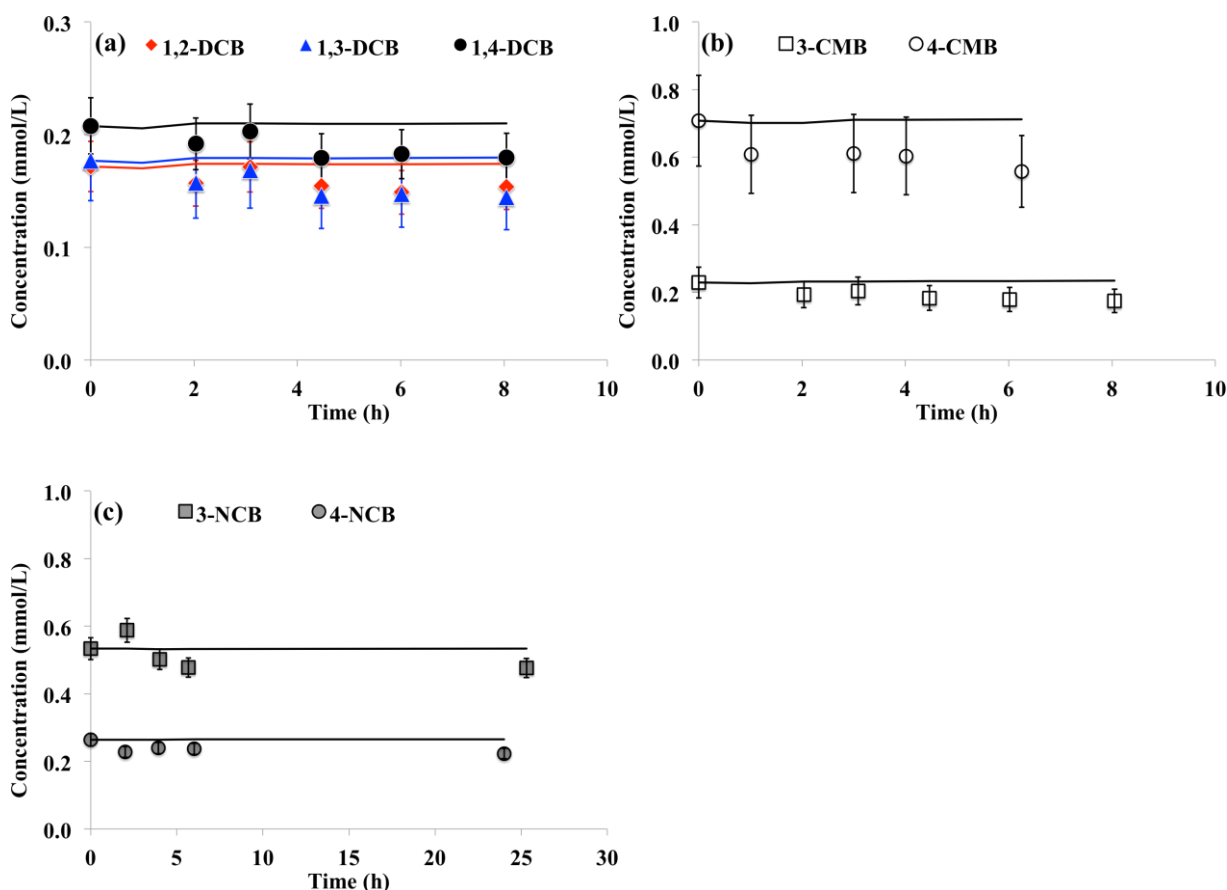 (a) 1,2-DCB 1,3-DCB 1,4-DCB
Concentration (mmol/L)
0.3
0.2
0.1
0.0
0 2 4 6 8 10
Time (h)
(b) 3-CMB 4-CMB
Concentration (mmol/L)
1.0
0.8
0.6
0.4
0.2
0.0
0 2 4 6 8 10
Time (h)
(c) 3-NCB 4-NCB
Concentration (mmol/L)
1.0
0.8
0.6
0.4
0.2
0.0
0 5 10 15 20 25 30
Time (h)